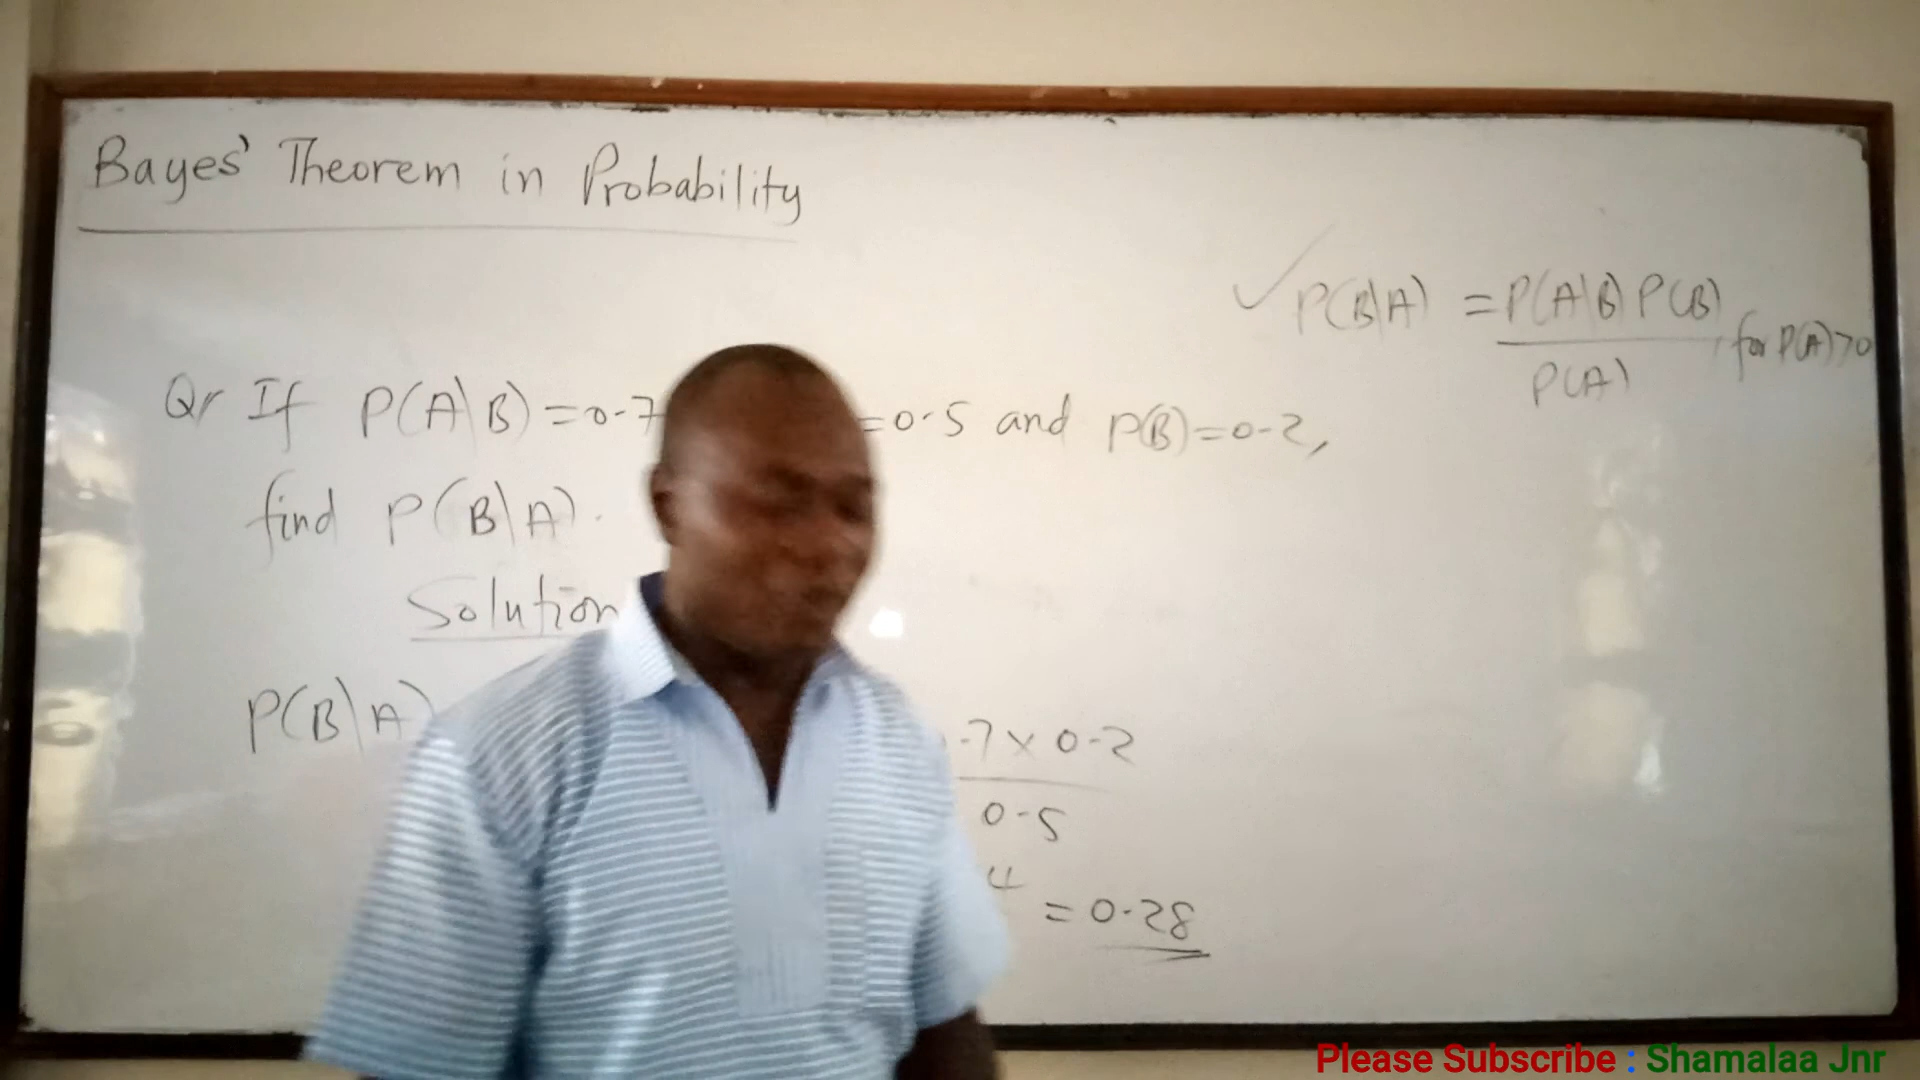 Bayes' Theorem in Probability
P(B\A) = P(A\B) P(B)
P(A)
, for P(A)>0
Qr If P(A\B)=0.7 =0.5 and P(B)=0.2,
find P(B\A).
Solution
P(B\A)
.7 x 0.2
0.5
4
= 0.28
Please Subscribe : Shamalaa Jnr